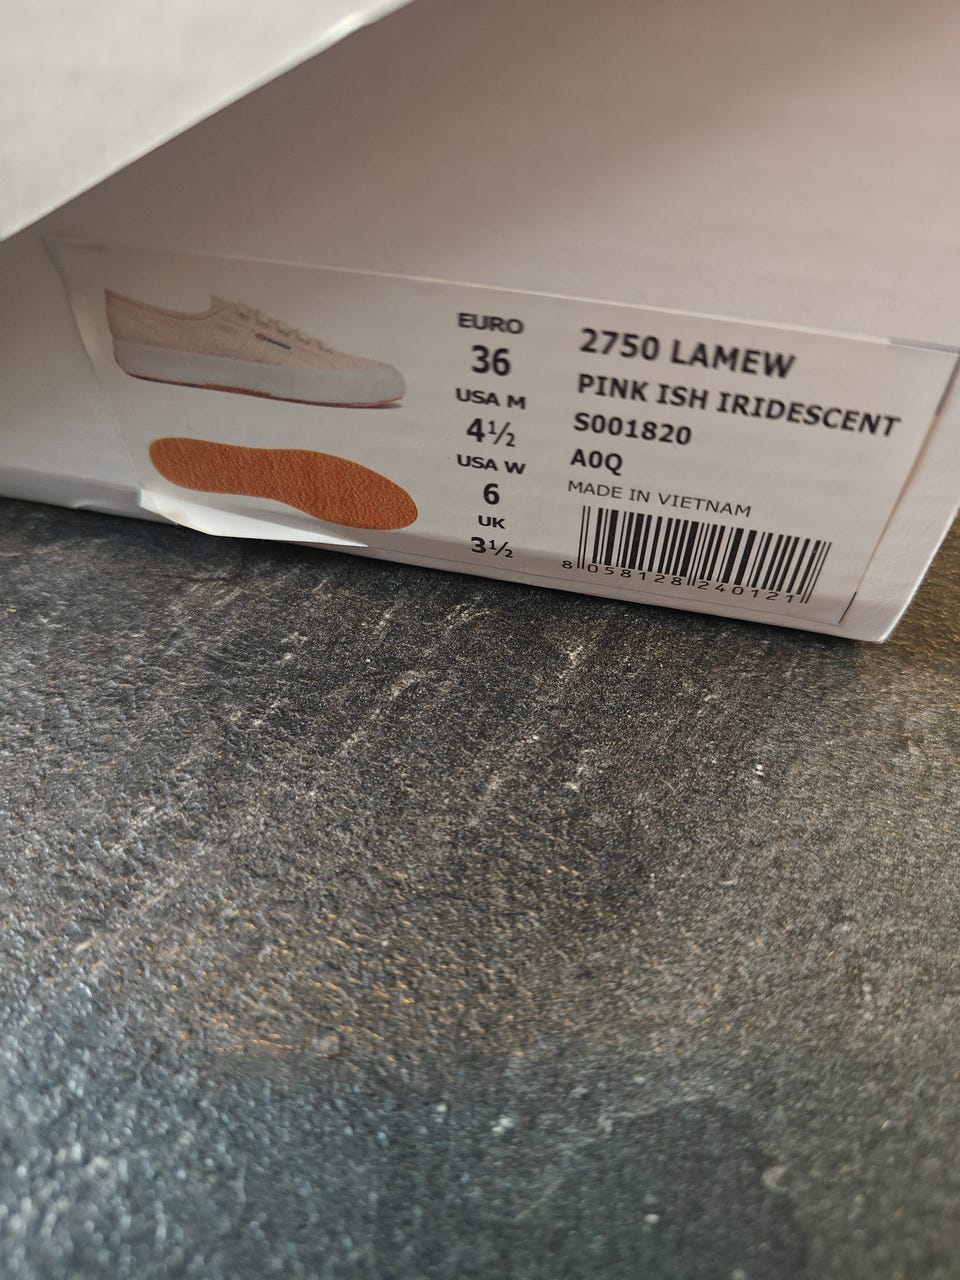 EURO
36
USA M
4½
USA W
6
UK
3½
2750 LAMEW
PINK ISH IRIDESCENT
S001820
A0Q
MADE IN VIETNAM
8 058128 240121